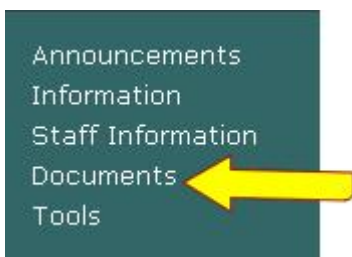 Announcements
Information
Staff Information
Documents
Tools